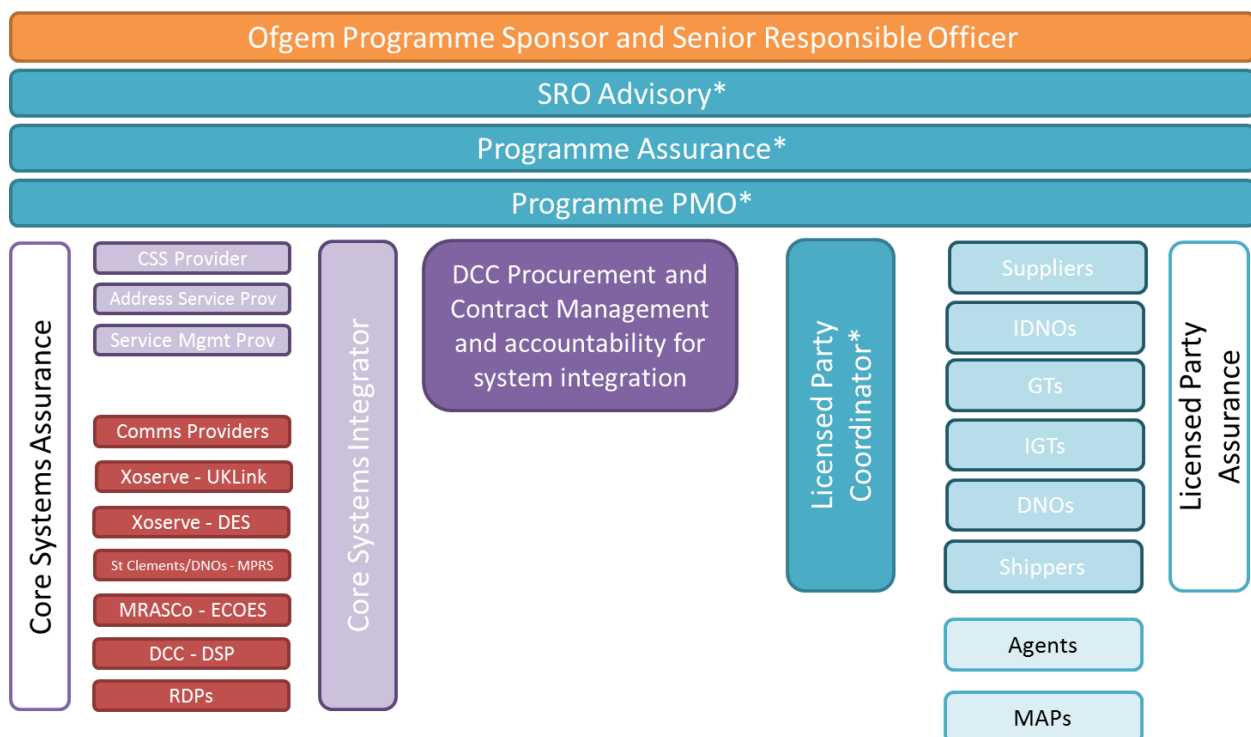 Ofgem Programme Sponsor and Senior Responsible Officer
SRO Advisory*
Programme Assurance*
Programme PMO*
Core Systems Assurance
CSS Provider
Address Service Prov
Service Mgmt Prov
Comms Providers
Xoserve - UKLink
Xoserve - DES
St Clements/DNOs - MPRS
MRASCo - ECOES
DCC - DSP
RDPs
Core Systems Integrator
DCC Procurement and
Contract Management
and accountability for
system integration
Licensed Party
Coordinator*
Suppliers
IDNOs
GTs
IGTs
DNOs
Shippers
Agents
MAPs
Licensed Party
Assurance